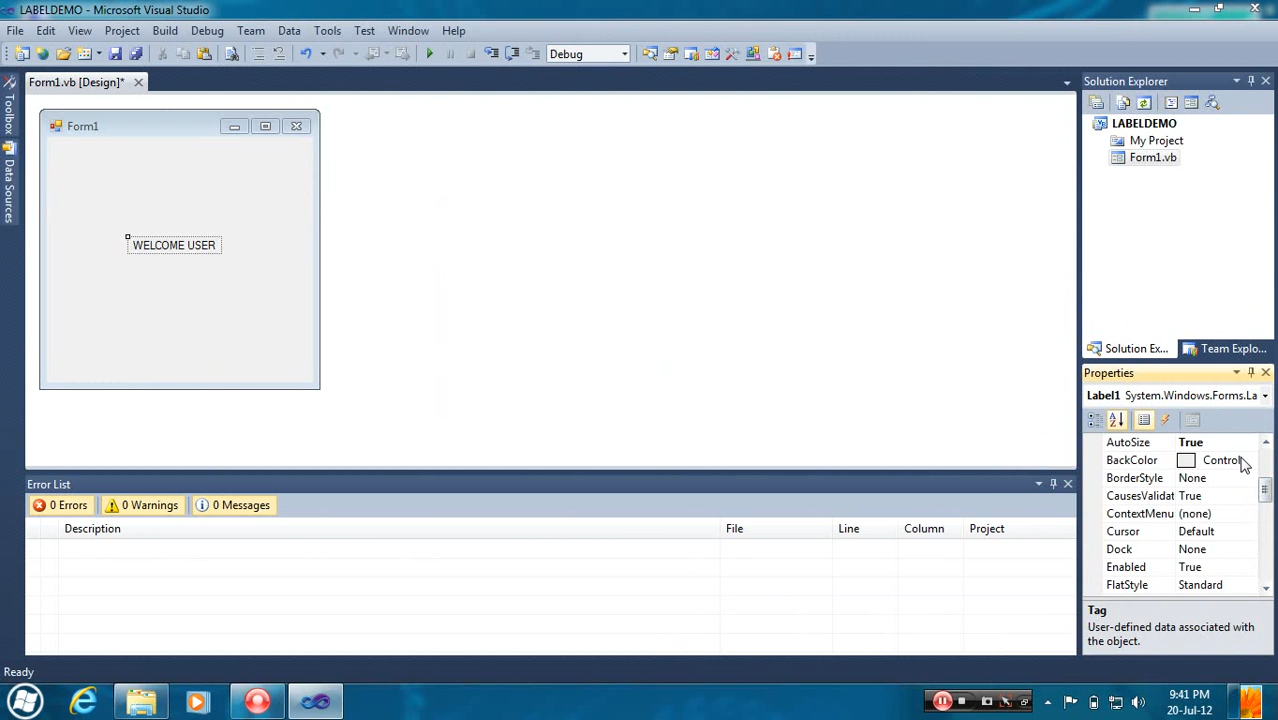 LABELDEMO - Microsoft Visual Studio
File Edit View Project Build Debug Team Data Tools Test Window Help
Debug
Form1.vb [Design]*
Toolbox
Data Sources
Form1
WELCOME USER
Solution Explorer
LABELDEMO
My Project
Form1.vb
Solution Ex... Team Explo...
Properties
Label1 System.Windows.Forms.La
AutoSize True
BackColor Control
BorderStyle None
CausesValidat True
ContextMenu (none)
Cursor Default
Dock None
Enabled True
FlatStyle Standard
Tag
User-defined data associated with
the object.
Error List
0 Errors 0 Warnings 0 Messages
Description File Line Column Project
Ready
9:41 PM
20-Jul-12